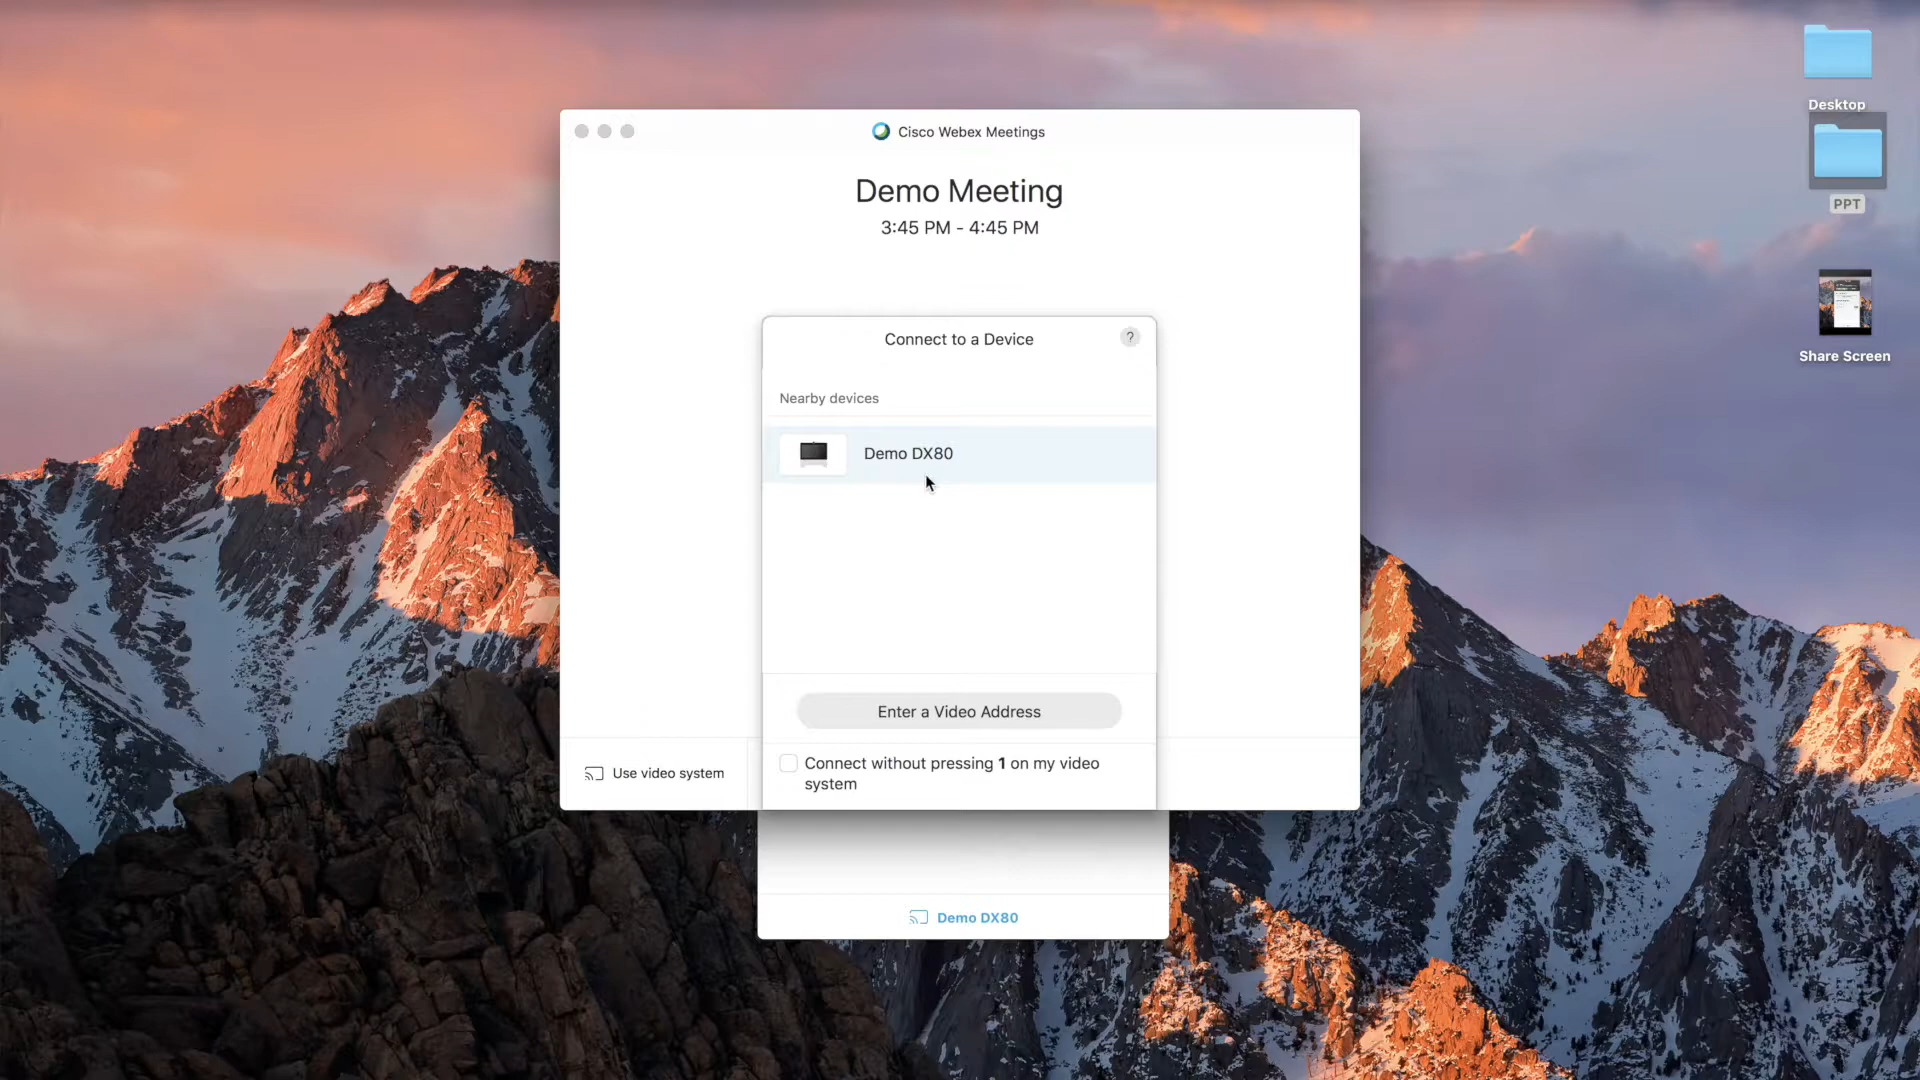 Cisco Webex Meetings
Demo Meeting
3:45 PM - 4:45 PM
Connect to a Device
?
Nearby devices
Demo DX80
Enter a Video Address
Connect without pressing 1 on my video
system
Use video system
Demo DX80
Desktop
PPT
Share Screen